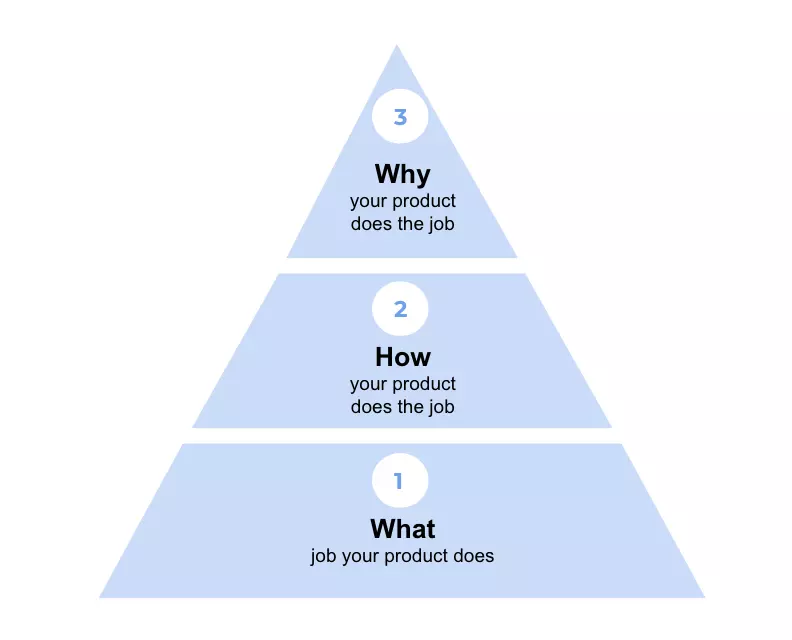 3
Why
your product
does the job
2
How
your product
does the job
1
What
job your product does